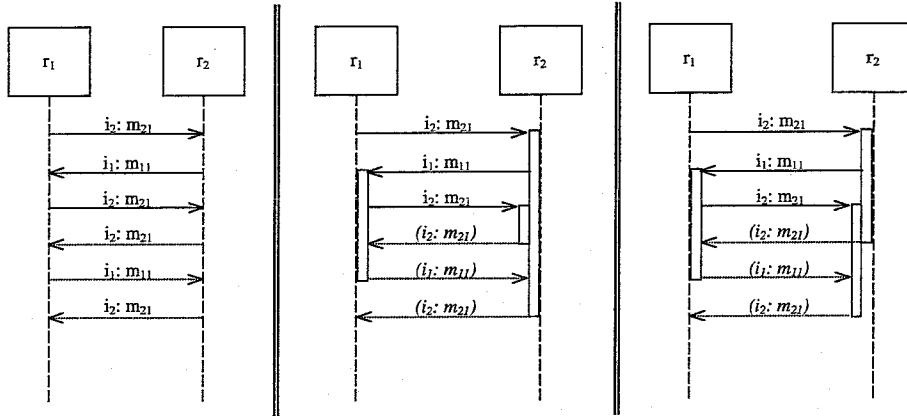 r₁ r₂
i₂: m₂₁
i₁: m₁₁
i₂: m₂₁
i₂: m₂₁
i₁: m₁₁
i₂: m₂₁
r₁ r₂
i₂: m₂₁
i₁: m₁₁
i₂: m₂₁
(i₂: m₂₁)
(i₁: m₁₁)
(i₂: m₂₁)
r₁ r₂
i₂: m₂₁
i₁: m₁₁
i₂: m₂₁
(i₂: m₂₁)
(i₁: m₁₁)
(i₂: m₂₁)